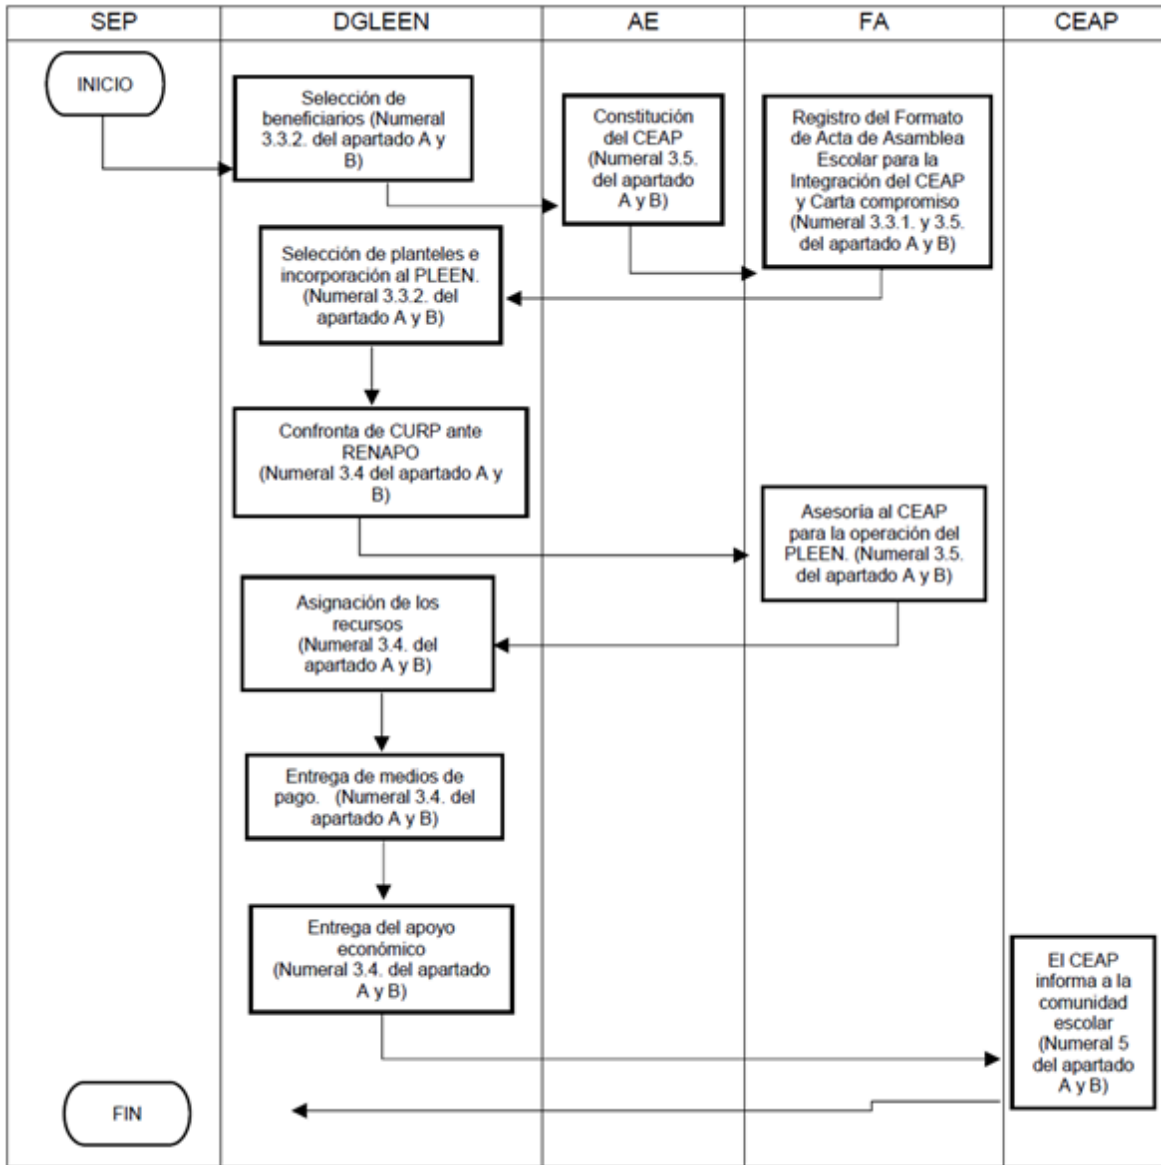 SEP
DGLEEN
AE
FA
CEAP
INICIO
Selección de
beneficiarios (Numeral
3.3.2. del apartado A y
B)
Constitución
del CEAP
(Numeral 3.5.
del apartado
A y B)
Registro del Formato
de Acta de Asamblea
Escolar para la
Integración del CEAP
y Carta compromiso
(Numeral 3.3.1. y 3.5.
del apartado A y B)
Selección de planteles e
incorporación al PLEEN.
(Numeral 3.3.2. del
apartado A y B)
Confronta de CURP ante
RENAPO
(Numeral 3.4 del apartado A y
B)
Asesoría al CEAP
para la operación del
PLEEN. (Numeral 3.5.
del apartado A y B)
Asignación de los
recursos
(Numeral 3.4. del
apartado A y B)
Entrega de medios de
pago. (Numeral 3.4. del
apartado A y B)
Entrega del apoyo
económico
(Numeral 3.4. del apartado
A y B)
El CEAP
informa a la
comunidad
escolar
(Numeral 5
del apartado
A y B)
FIN